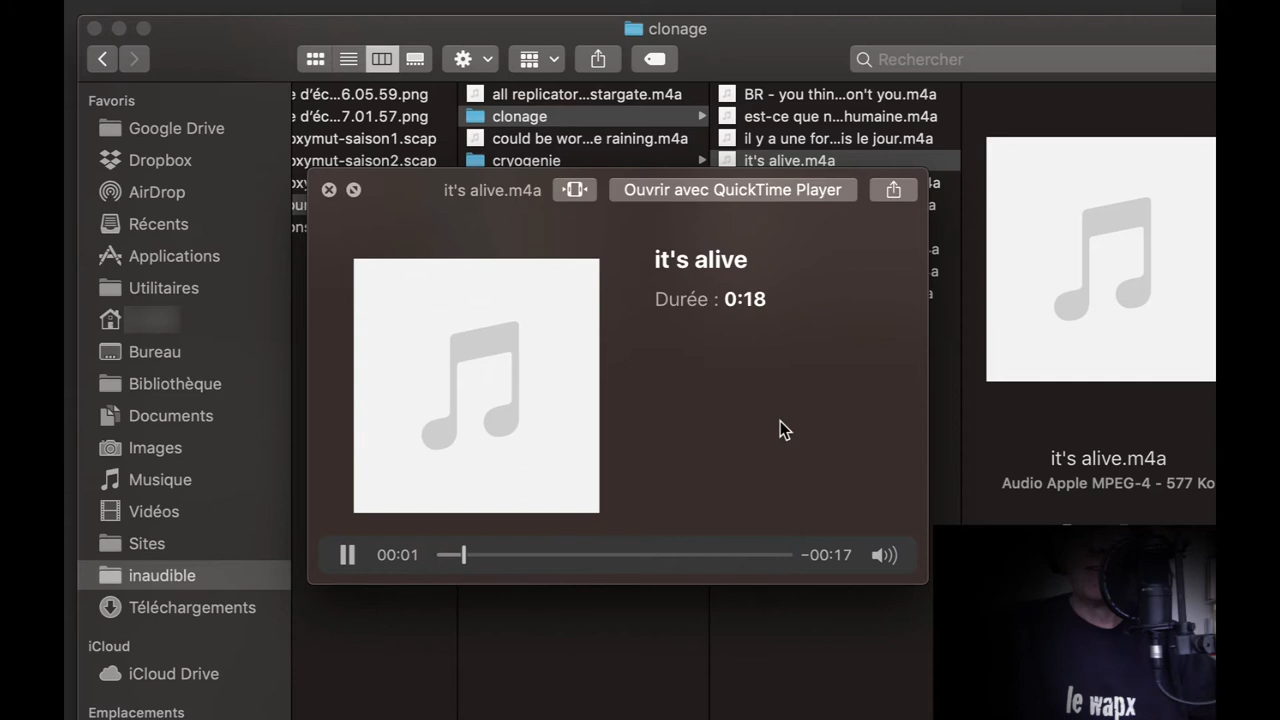 clonage
Rechercher
Favoris
Google Drive
Dropbox
AirDrop
Récents
Applications
Utilitaires
Bureau
Bibliothèque
Documents
Images
Musique
Vidéos
Sites
inaudible
Téléchargements
iCloud
iCloud Drive
Emplacements
e d'éc...6.05.59.png
e d'éc...7.01.57.png
oxymut-saison1.scap
oxymut-saison2.scap
all replicator...stargate.m4a
clonage
could be wor...e raining.m4a
cryogenie
BR - you thin...on't you.m4a
est-ce que n...humaine.m4a
il y a une for...is le jour.m4a
it's alive.m4a
it's alive.m4a
Ouvrir avec QuickTime Player
it's alive
Durée : 0:18
00:01
−00:17
it's alive.m4a
Audio Apple MPEG-4 - 577 Ko
le wapx